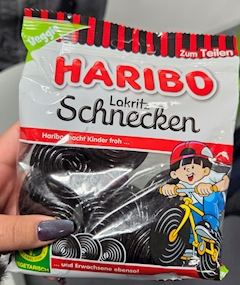 Veggie
Zum Teilen
HARIBO
Lakritz
Schnecken
Haribo macht Kinder froh ...
VEGETARISCH
... und Erwachsene ebenso!